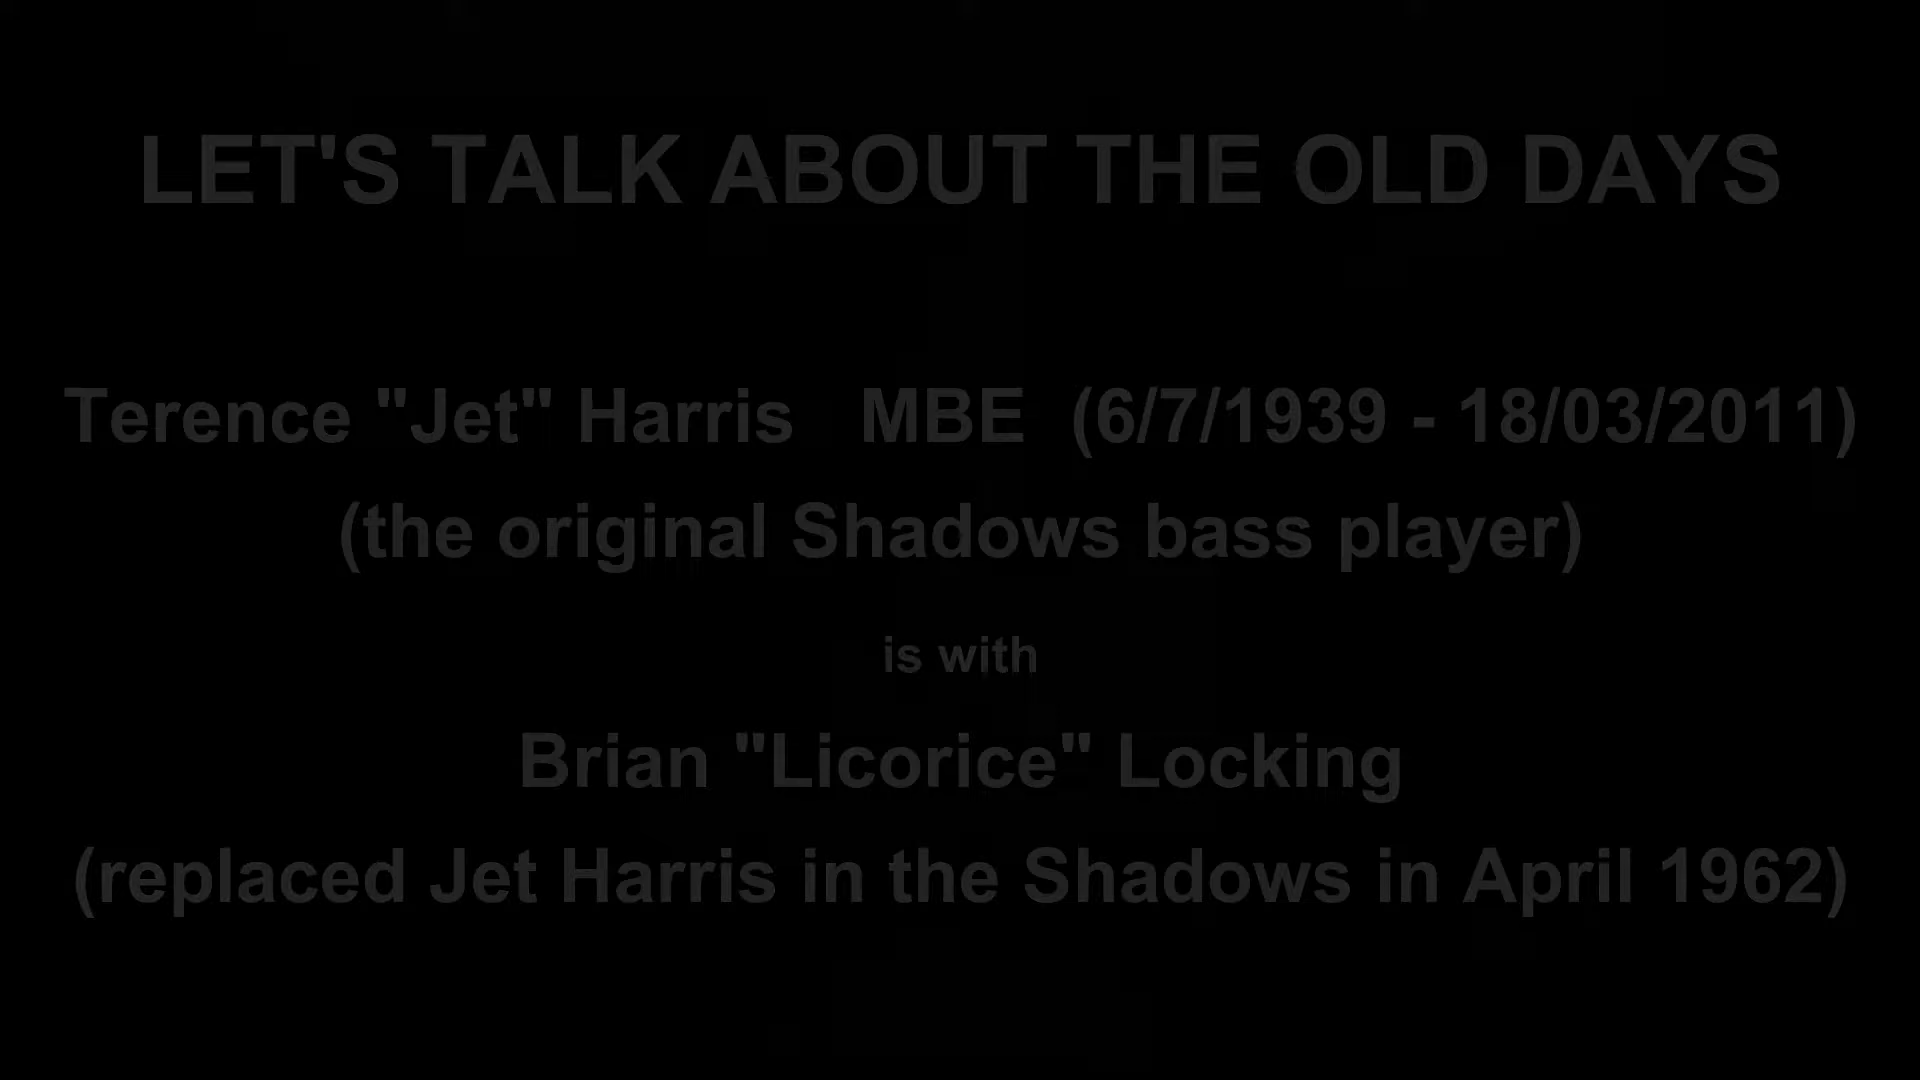 LET'S TALK ABOUT THE OLD DAYS
Terence "Jet" Harris MBE (6/7/1939 - 18/03/2011)
(the original Shadows bass player)
is with
Brian "Licorice" Locking
(replaced Jet Harris in the Shadows in April 1962)